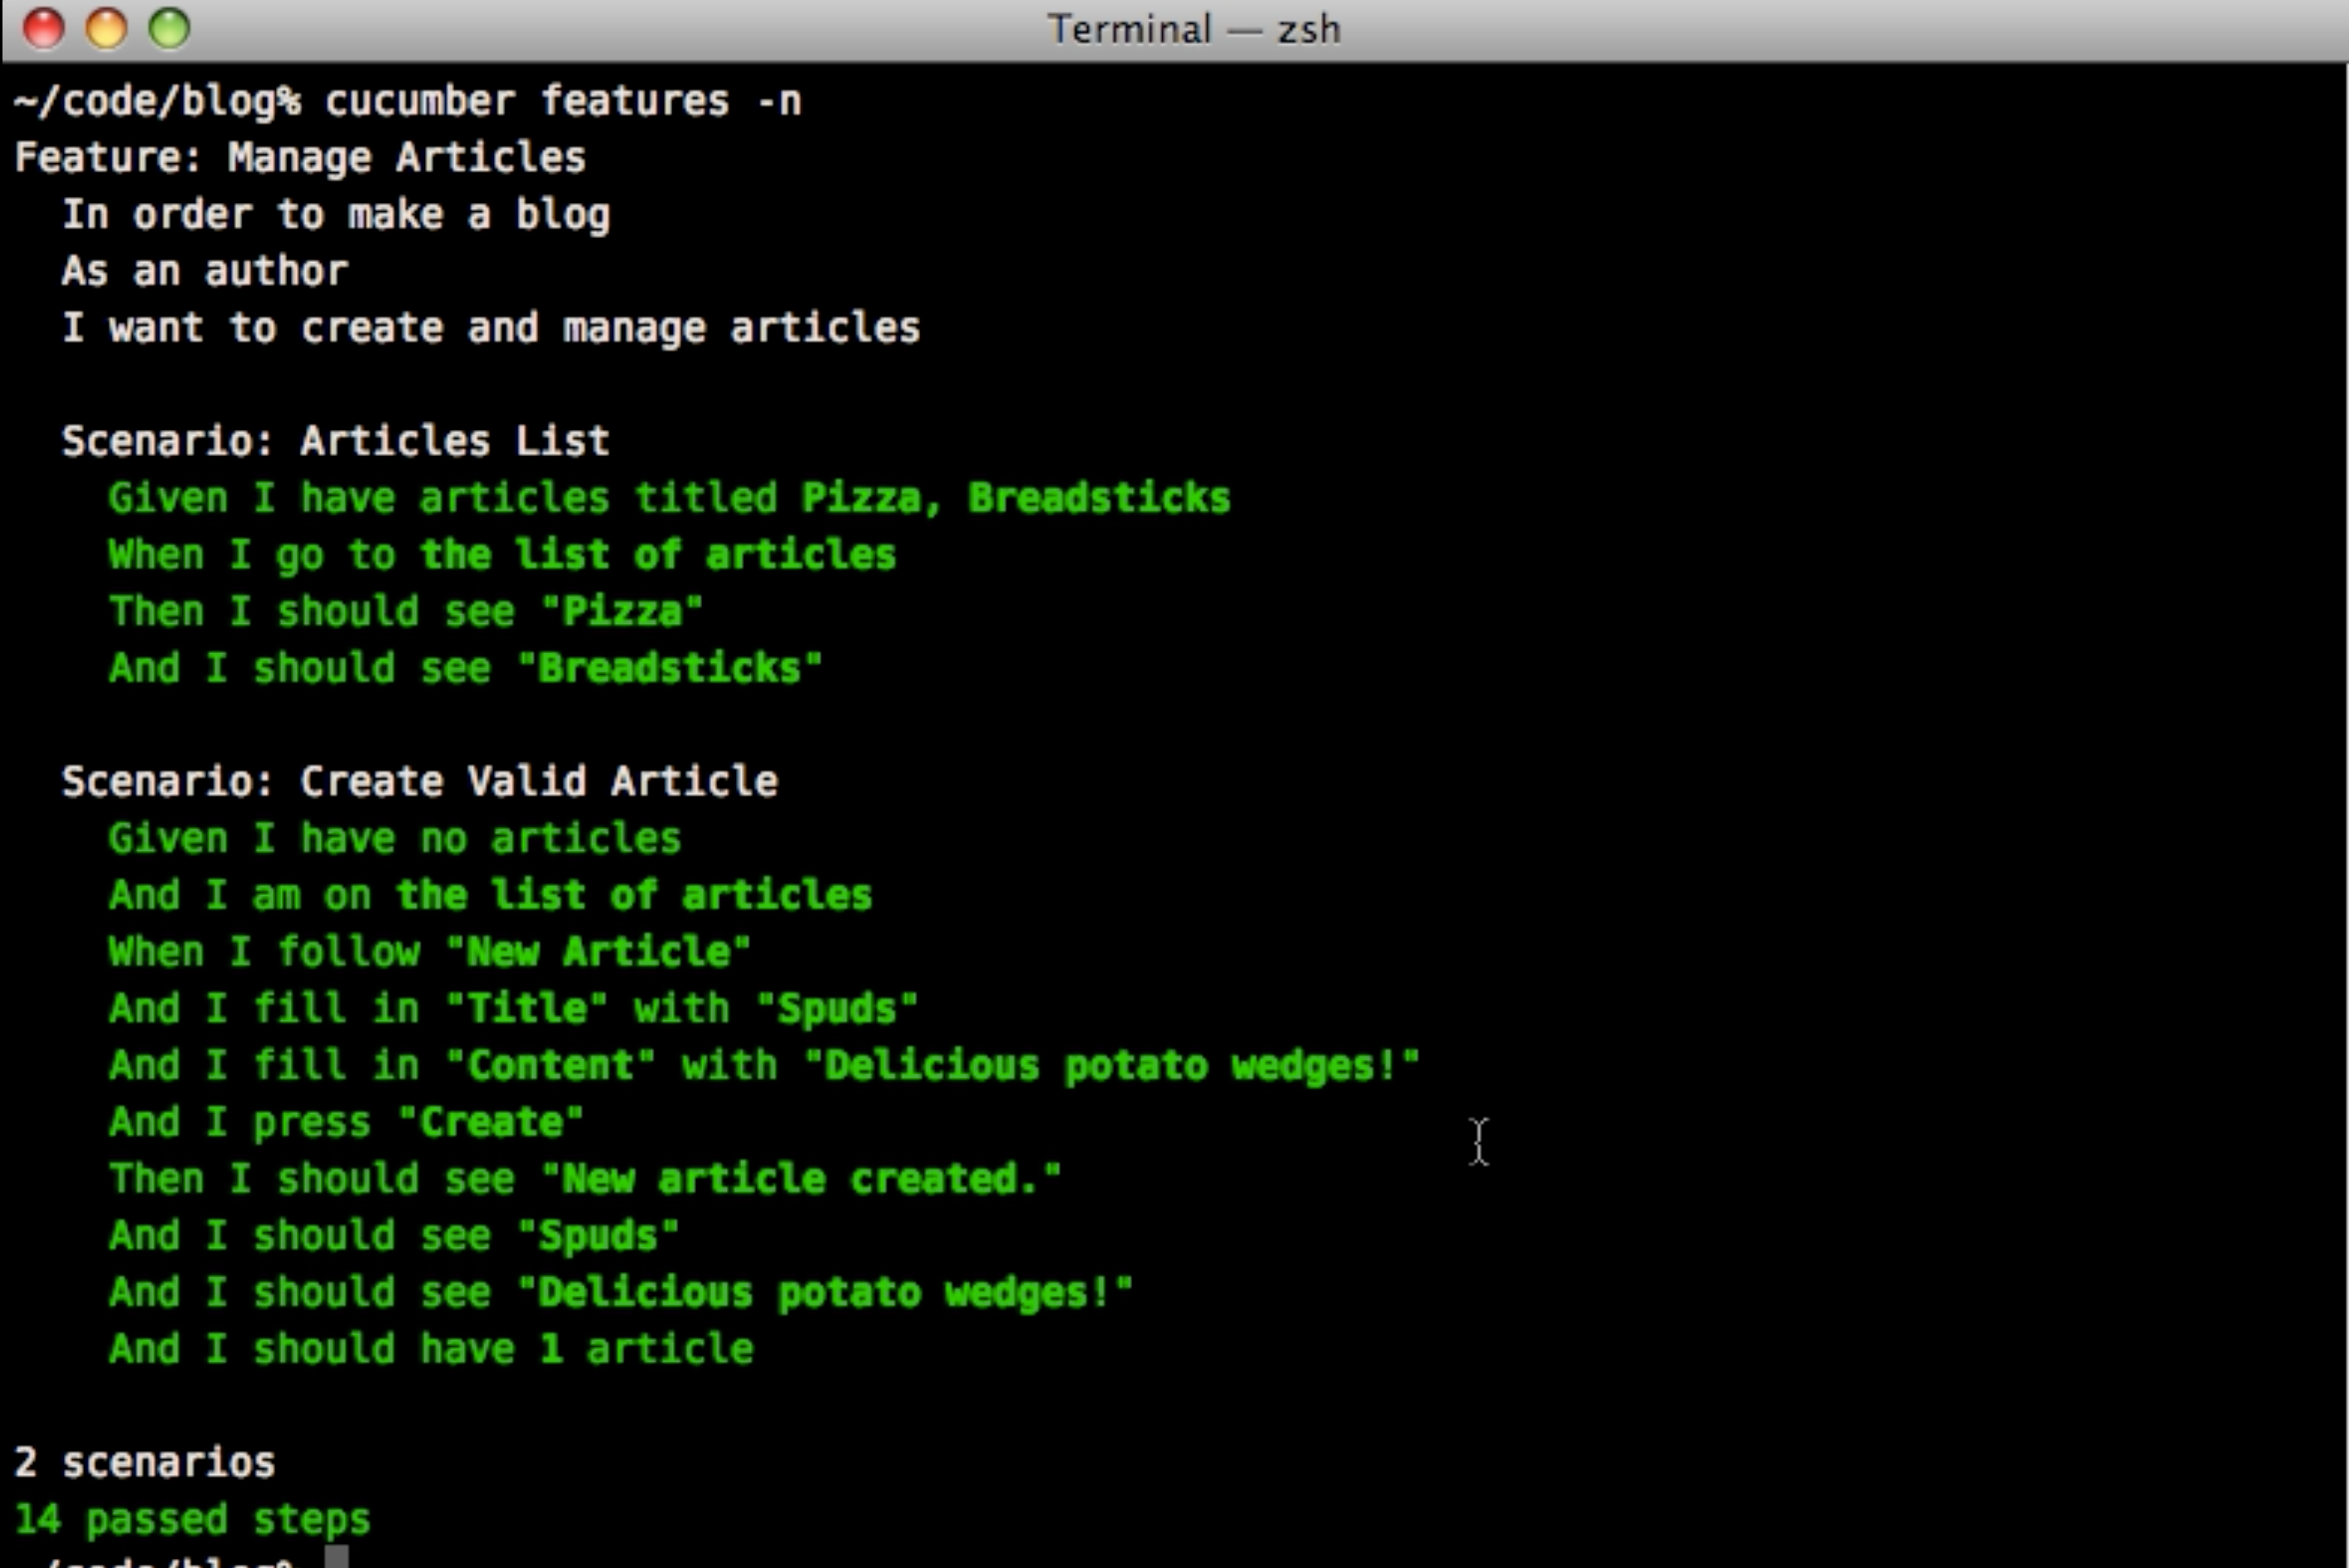 Terminal — zsh
~/code/blog% cucumber features -n
Feature: Manage Articles
  In order to make a blog
  As an author
  I want to create and manage articles

  Scenario: Articles List
    Given I have articles titled Pizza, Breadsticks
    When I go to the list of articles
    Then I should see "Pizza"
    And I should see "Breadsticks"

  Scenario: Create Valid Article
    Given I have no articles
    And I am on the list of articles
    When I follow "New Article"
    And I fill in "Title" with "Spuds"
    And I fill in "Content" with "Delicious potato wedges!"
    And I press "Create"
    Then I should see "New article created."
    And I should see "Spuds"
    And I should see "Delicious potato wedges!"
    And I should have 1 article

2 scenarios
14 passed steps
~/code/blog%